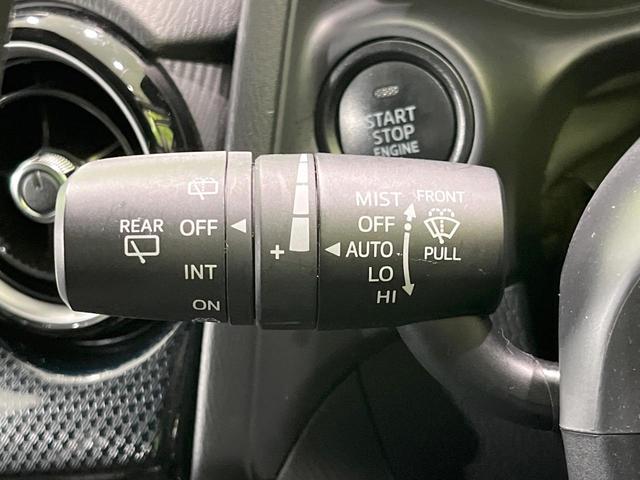 START
STOP
ENGINE
REAR
OFF
INT
ON
+
MIST
OFF
AUTO
LO
HI
FRONT
PULL